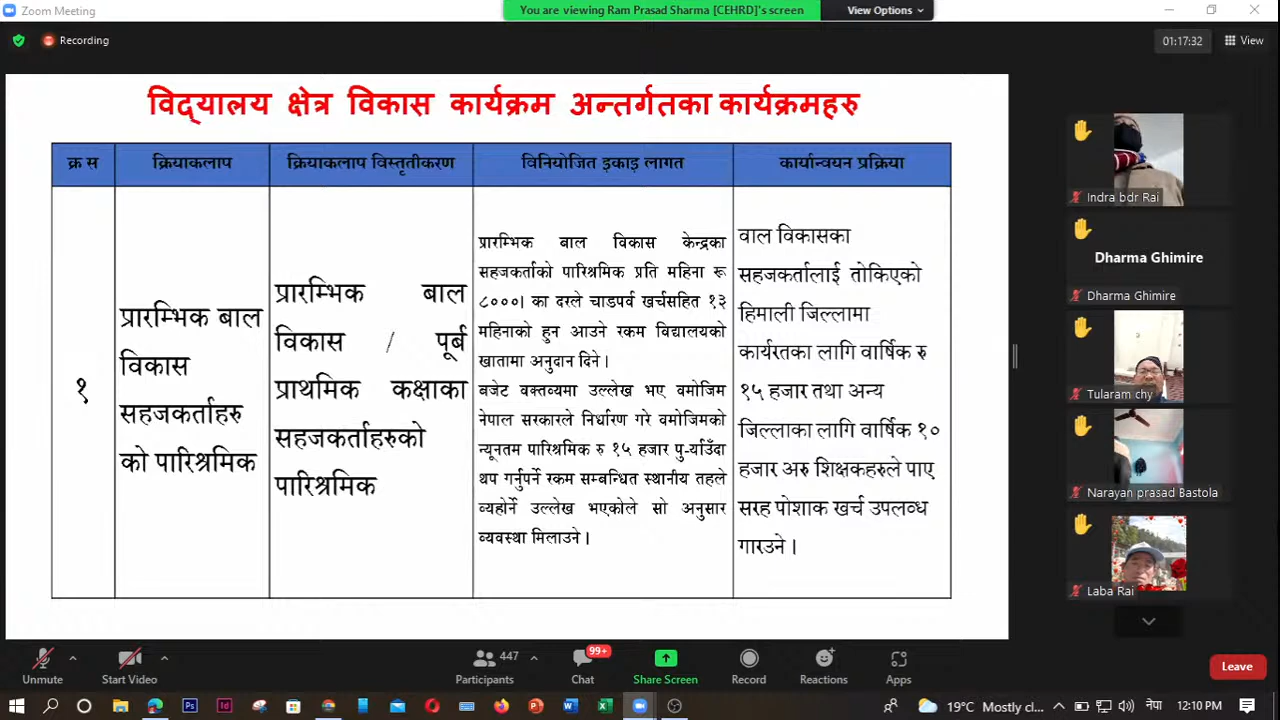 Zoom Meeting
You are viewing Ram Prasad Sharma [CEHRD]'s screen
View Options
Recording
01:17:32
View
विद्यालय क्षेत्र विकास कार्यक्रम अन्तर्गतका कार्यक्रमहरु
क्र स
क्रियाकलाप
क्रियाकलाप विस्तृतीकरण
विनियोजित इकाइ लागत
कार्यान्वयन प्रक्रिया
१
प्रारम्भिक बाल
विकास
सहजकर्ताहरु
को पारिश्रमिक
प्रारम्भिक बाल
विकास / पूर्ब
प्राथमिक कक्षाका
सहजकर्ताहरुको
पारिश्रमिक
प्रारम्भिक बाल विकास केन्द्रका
सहजकर्ताको पारिश्रमिक प्रति महिना रू
८०००। का दरले चाडपर्व खर्चसहित १३
महिनाको हुन आउने रकम विद्यालयको
खातामा अनुदान दिने।
बजेट वक्तव्यमा उल्लेख भए वमोजिम
नेपाल सरकारले निर्धारण गरे वमोजिमको
न्यूनतम पारिश्रमिक रु १५ हजार पु-र्याउँदा
थप गर्नुपर्ने रकम सम्बन्धित स्थानीय तहले
व्यहोर्ने उल्लेख भएकोले सो अनुसार
व्यवस्था मिलाउने।
वाल विकासका
सहजकर्तालाई तोकिएको
हिमाली जिल्लामा
कार्यरतका लागि वार्षिक रु
१५ हजार तथा अन्य
जिल्लाका लागि वार्षिक १०
हजार अरु शिक्षकहरुले पाए
सरह पोशाक खर्च उपलव्ध
गारउने।
Indra bdr Rai
Dharma Ghimire
Dharma Ghimire
Tularam chy
Narayan prasad Bastola
Laba Rai
Unmute
Start Video
447
Participants
99+
Chat
Share Screen
Record
Reactions
Apps
Leave
19°C Mostly cl...
नेपा
12:10 PM